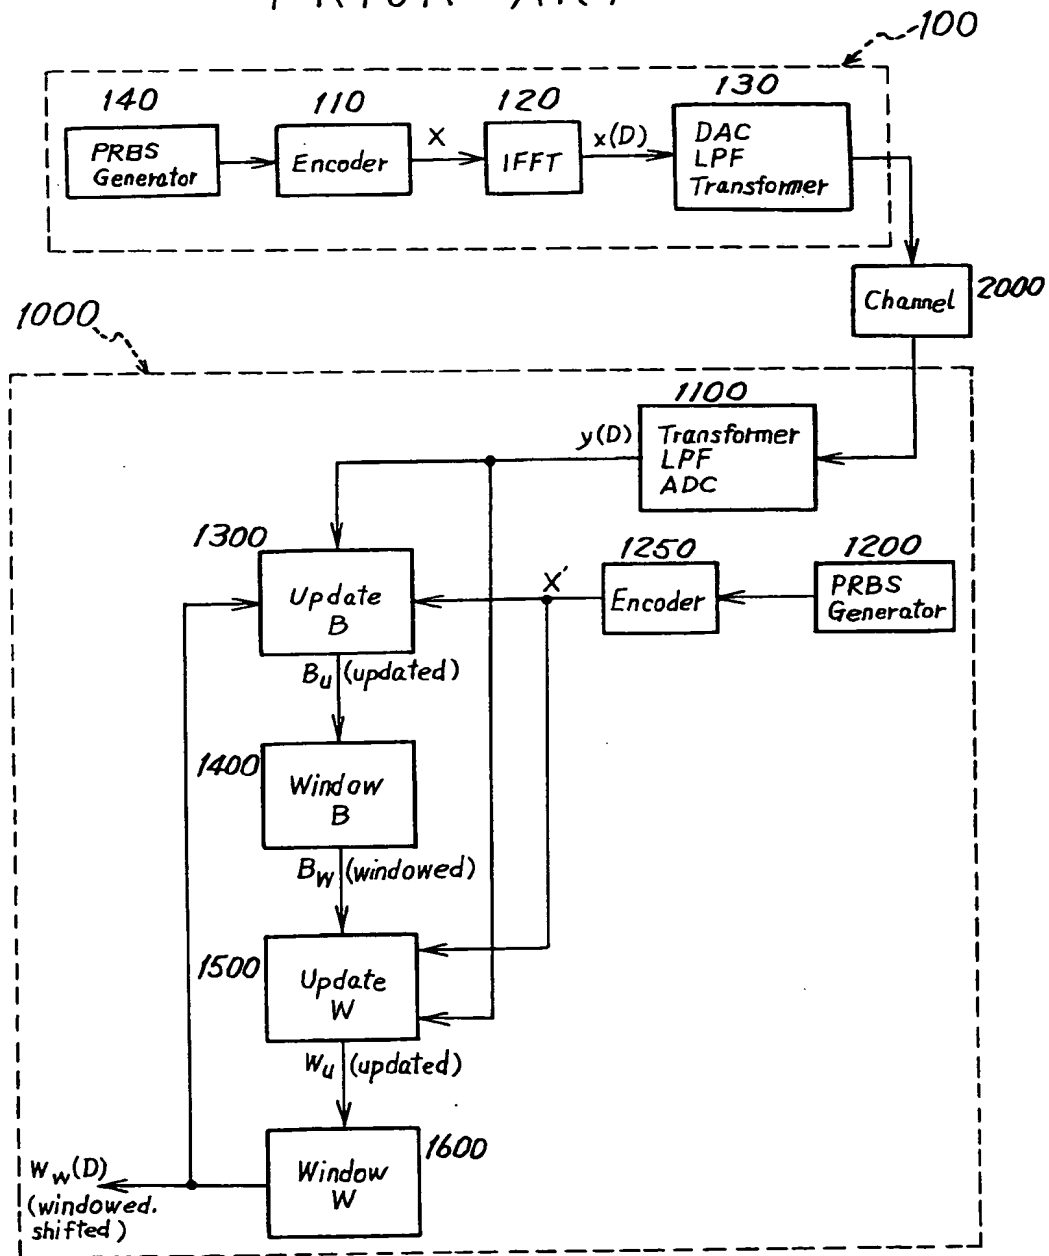 PRIOR ART
100
140
110
120
130
PRBS
Generator
Encoder
X
IFFT
x(D)
DAC
LPF
Transformer
Channel
2000
1000
1100
y(D)
Transformer
LPF
ADC
1300
1250
1200
Update
B
X'
Encoder
PRBS
Generator
Bu (updated)
1400
Window
B
Bw (windowed)
1500
Update
W
Wu (updated)
1600
Window
W
Ww(D)
(windowed.
shifted)